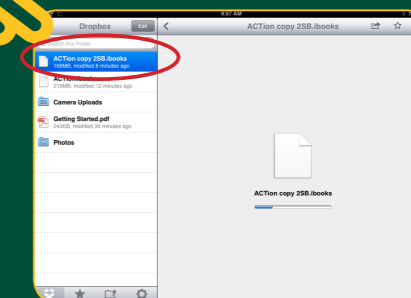 9:57 AM
Dropbox
Edit
ACTion copy 2SB.ibooks
Search This Folder
ACTion copy 2SB.ibooks
188MB, modified 8 minutes ago
215MB, modified 12 minutes ago
Camera Uploads
Getting Started.pdf
243KB, modified 34 minutes ago
Photos
ACTion copy 2SB.ibooks